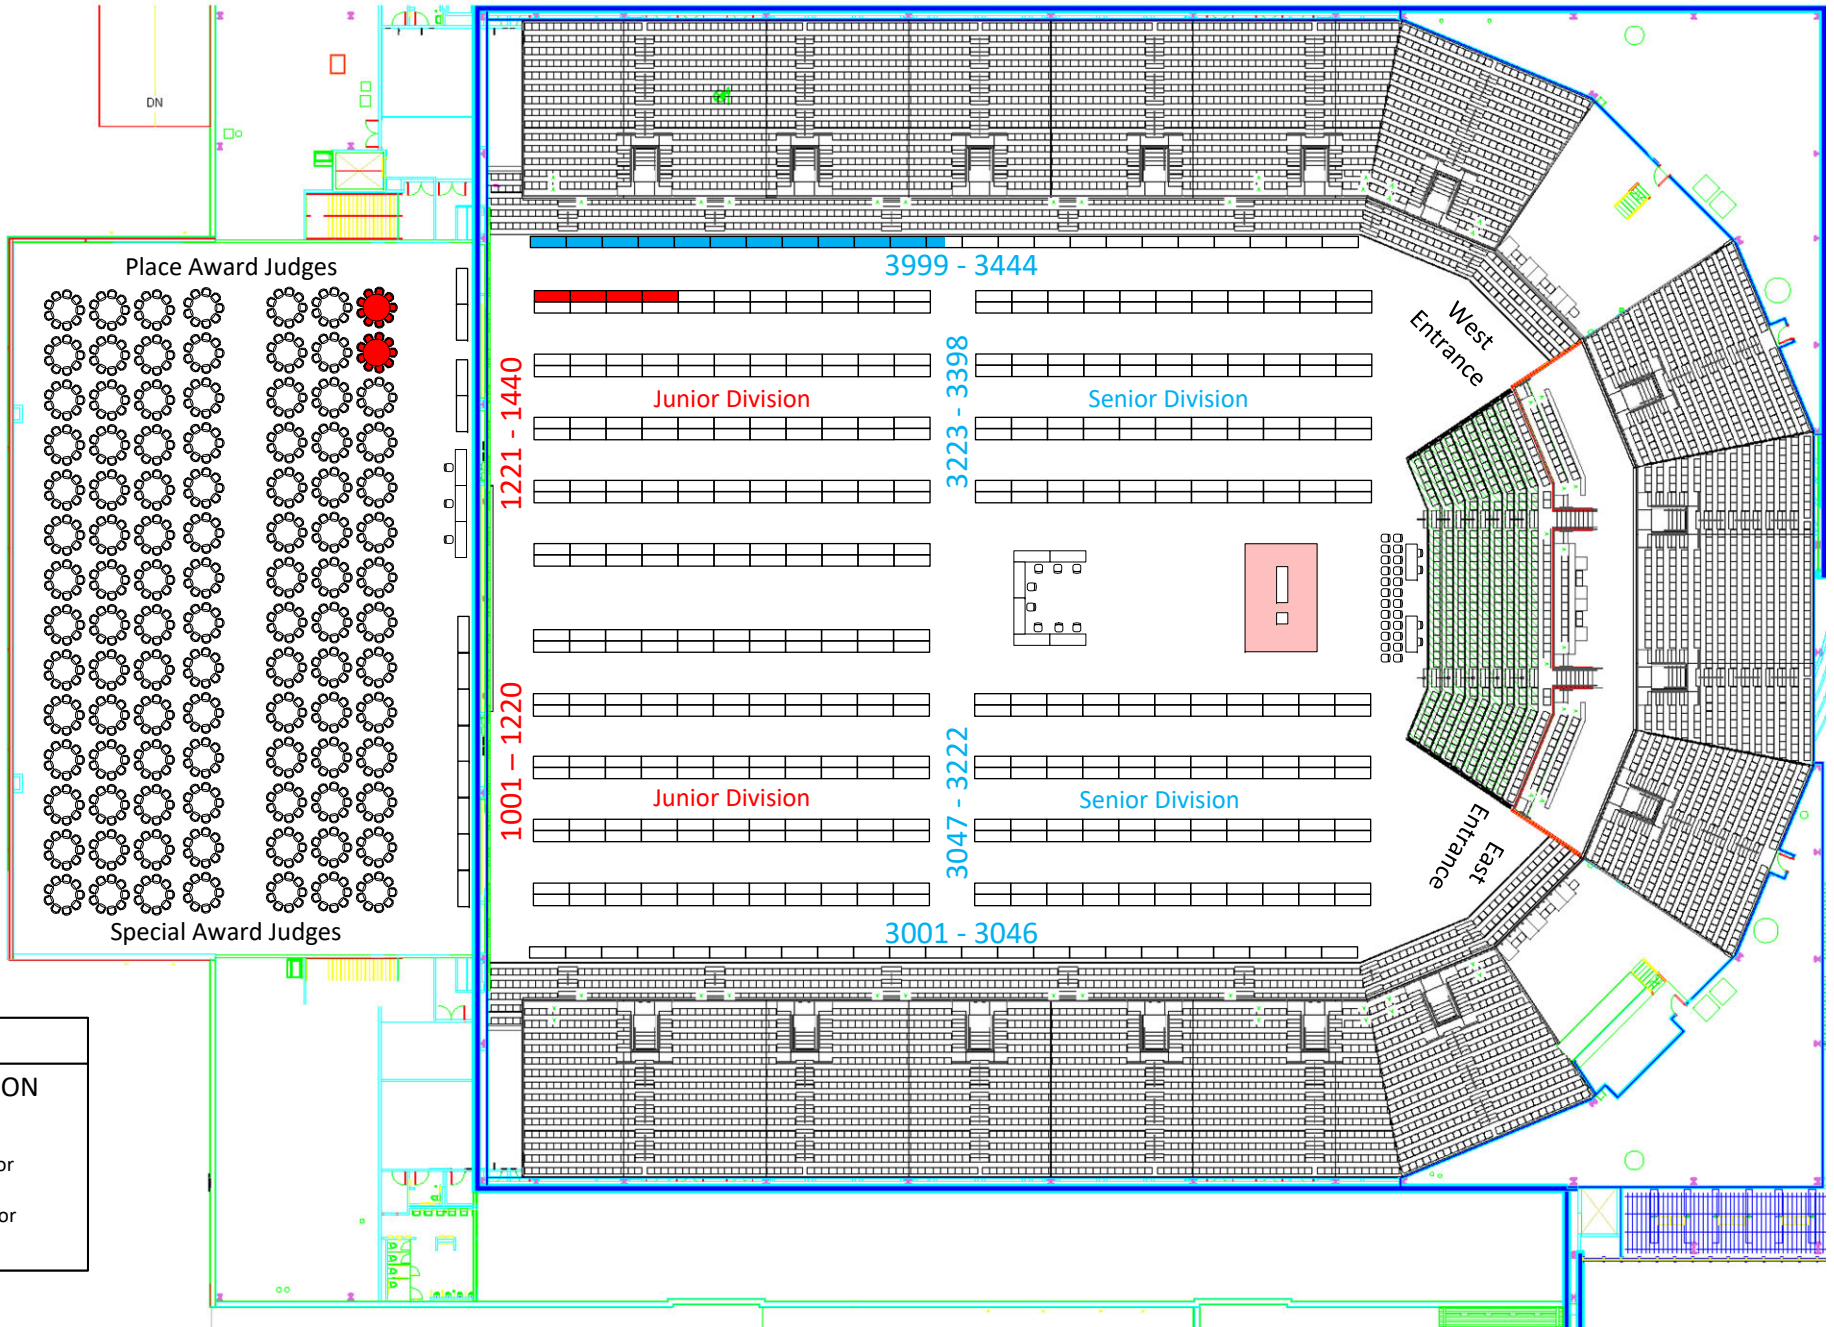 DN
Place Award Judges
3999 - 3444
West
Entrance
1221 - 1440
3223 - 3398
Junior Division
Senior Division
1001 – 1220
3047 - 3222
Junior Division
Senior Division
East
Entrance
Special Award Judges
3001 - 3046
ON
or
or